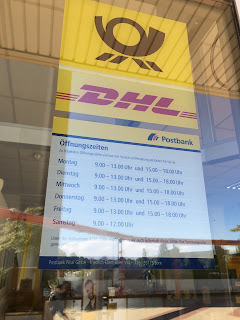 DHL
Postbank
Öffnungszeiten
Montag 9.00 – 13.00 Uhr und 15.00 – 18.00 Uhr
Dienstag 9.00 – 13.00 Uhr und 15.00 – 18.00 Uhr
Mittwoch 9.00 – 13.00 Uhr und 15.00 – 18.00 Uhr
Donnerstag 9.00 – 13.00 Uhr und 15.00 – 18.00 Uhr
Freitag 9.00 – 13.00 Uhr und 15.00 – 18.00 Uhr
Samstag 9.00 – 12.00 Uhr
Postbank Filial GmbH